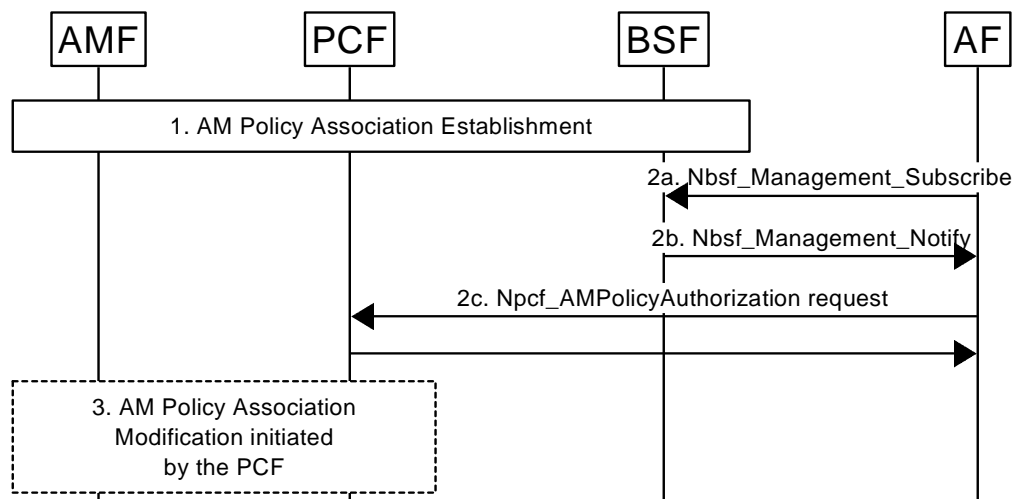 AMF PCF BSF AF
1. AM Policy Association Establishment
2a. Nbsf_Management_Subscribe
2b. Nbsf_Management_Notify
2c. Npcf_AMPolicyAuthorization request
3. AM Policy Association
Modification initiated
by the PCF